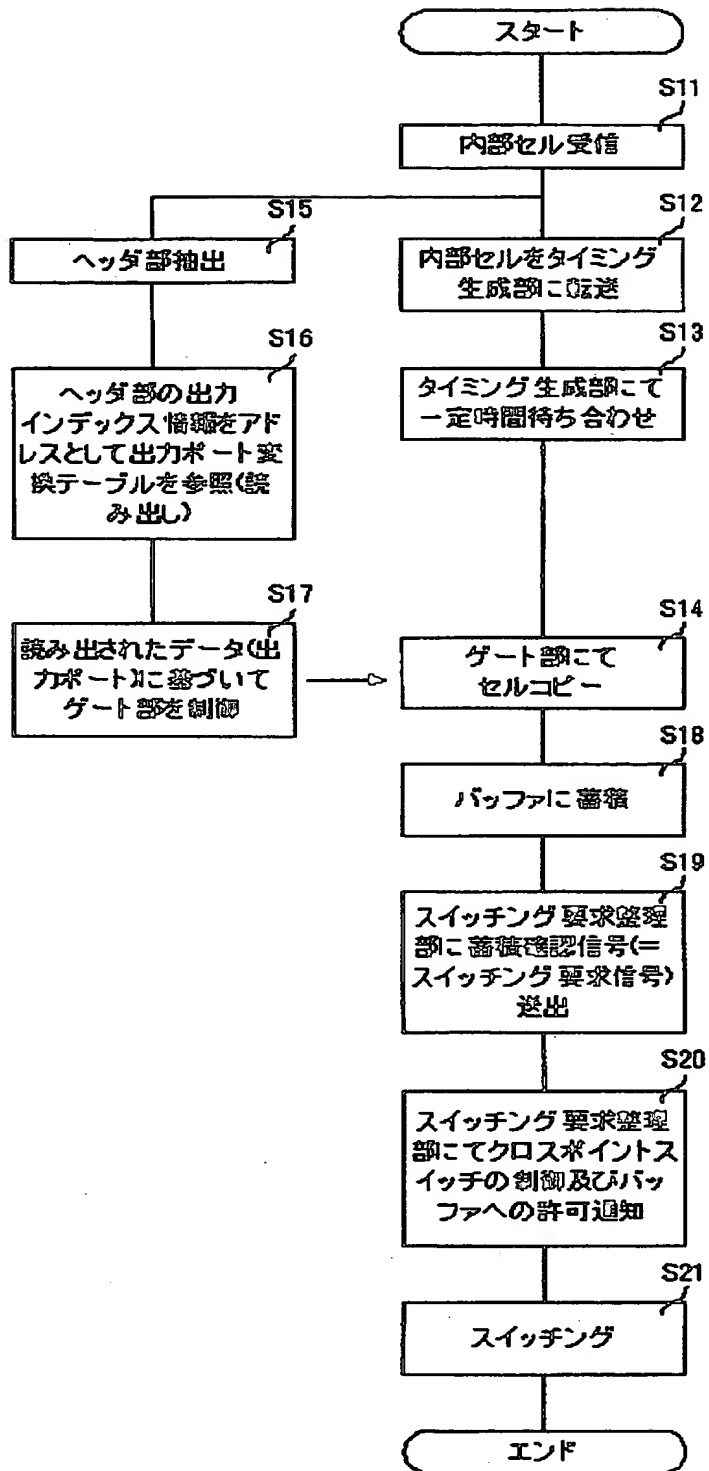 スタート
S11
内部セル受信
S15
ヘッダ部抽出
S12
内部セルをタイミング
生成部に転送
S16
ヘッダ部の出力
インデックス情報をアド
レスとして出力ポート変
換テーブルを参照(読
み出し)
S13
タイミング生成部にて
一定時間待ち合わせ
S17
読み出されたデータ(出
力ポート)に基づいて
ゲート部を制御
S14
ゲート部にて
セルコピー
S18
バッファに蓄積
S19
スイッチング要求整理
部に蓄積確認信号(=
スイッチング要求信号)
送出
S20
スイッチング要求整理
部にてクロスポイントス
イッチの制御及びバッ
ファへの許可通知
S21
スイッチング
エンド